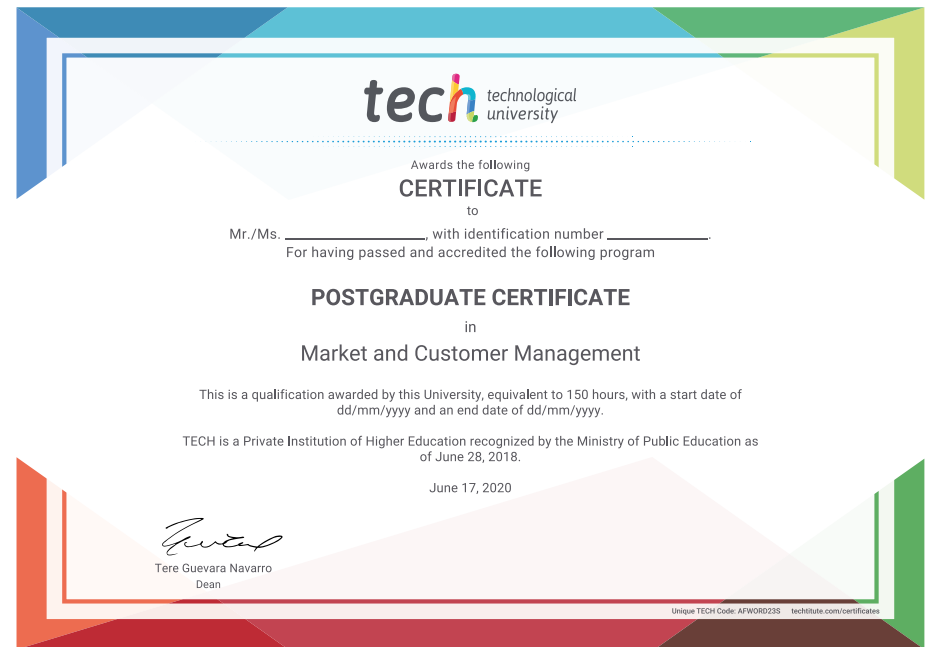 tech technological
university
Awards the following
CERTIFICATE
to
Mr./Ms. ____________________, with identification number ______________.
For having passed and accredited the following program
POSTGRADUATE CERTIFICATE
in
Market and Customer Management
This is a qualification awarded by this University, equivalent to 150 hours, with a start date of
dd/mm/yyyy and an end date of dd/mm/yyyy.
TECH is a Private Institution of Higher Education recognized by the Ministry of Public Education as
of June 28, 2018.
June 17, 2020
Tere Guevara Navarro
Dean
Unique TECH Code: AFWORD23S techtitute.com/certificates